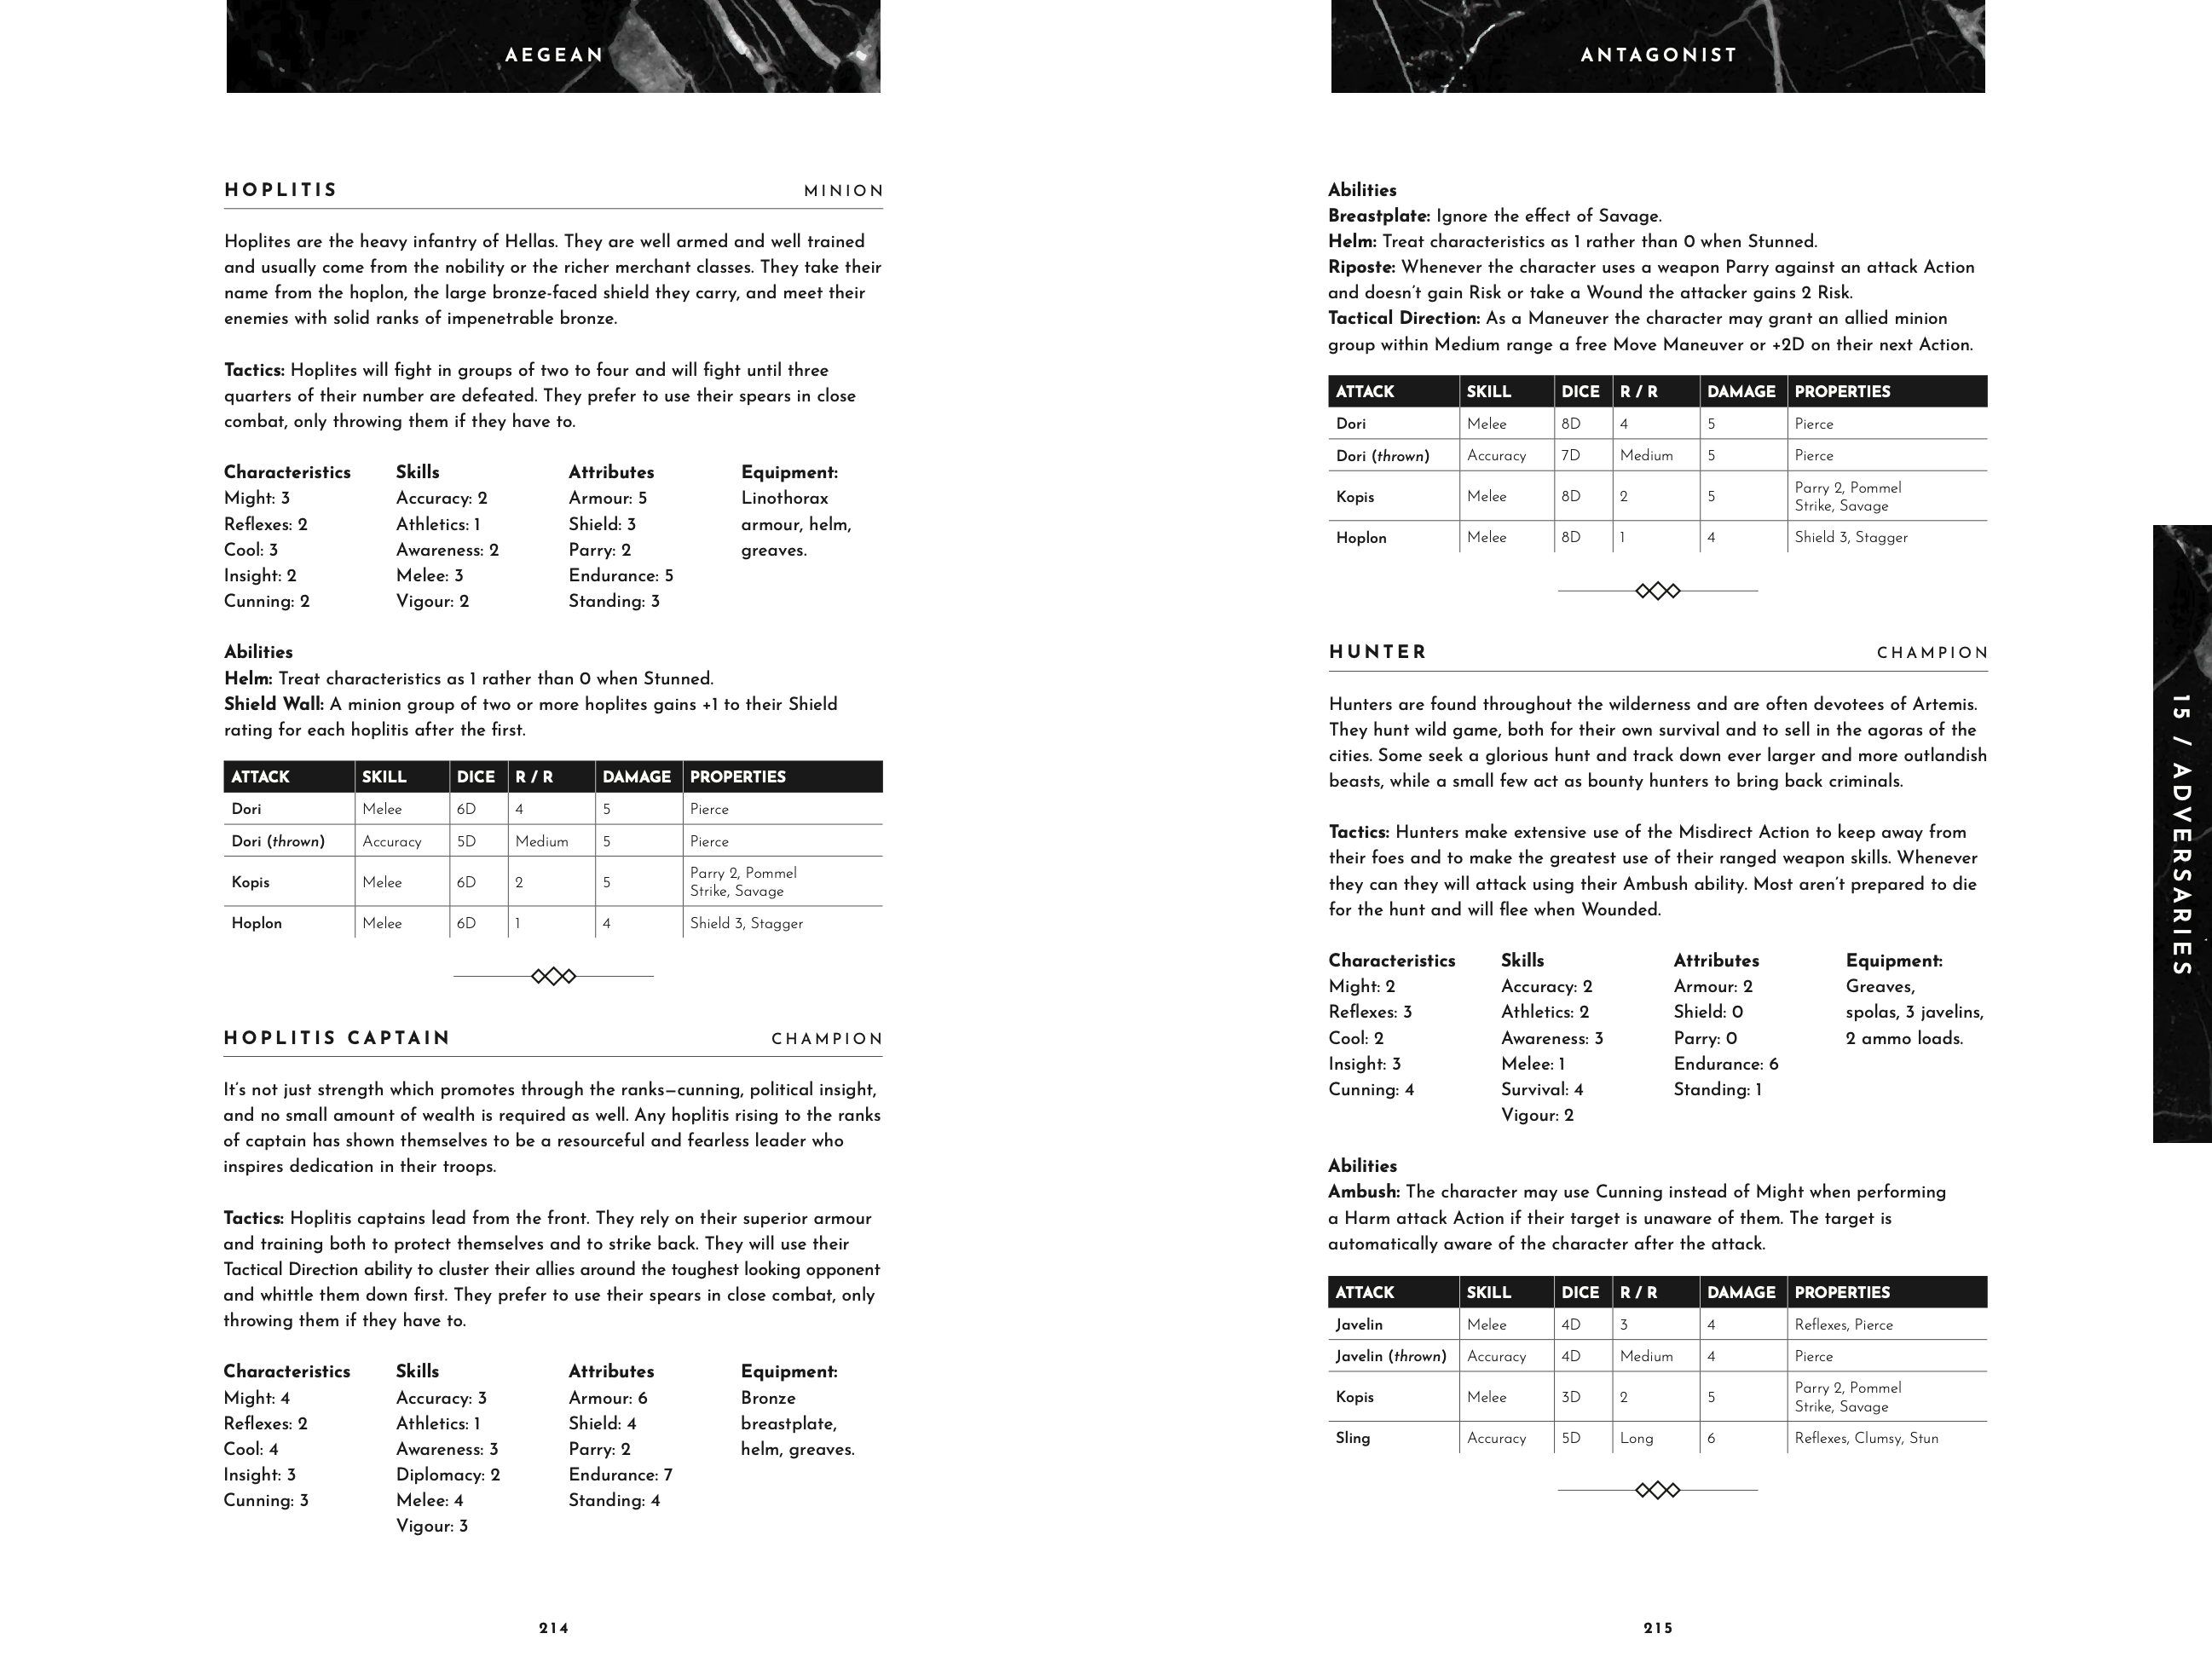 AEGEAN
HOPLITIS
MINION
Hoplites are the heavy infantry of Hellas. They are well armed and well trained
and usually come from the nobility or the richer merchant classes. They take their
name from the hoplon, the large bronze-faced shield they carry, and meet their
enemies with solid ranks of impenetrable bronze.
Tactics: Hoplites will fight in groups of two to four and will fight until three
quarters of their number are defeated. They prefer to use their spears in close
combat, only throwing them if they have to.
Characteristics
Might: 3
Reflexes: 2
Cool: 3
Insight: 2
Cunning: 2
Skills
Accuracy: 2
Athletics: 1
Awareness: 2
Melee: 3
Vigour: 2
Attributes
Armour: 5
Shield: 3
Parry: 2
Endurance: 5
Standing: 3
Equipment:
Linothorax
armour, helm,
greaves.
Abilities
Helm: Treat characteristics as 1 rather than 0 when Stunned.
Shield Wall: A minion group of two or more hoplites gains +1 to their Shield
rating for each hoplitis after the first.
ATTACK SKILL DICE R / R DAMAGE PROPERTIES
Dori Melee 6D 4 5 Pierce
Dori (thrown) Accuracy 5D Medium 5 Pierce
Kopis Melee 6D 2 5 Parry 2, Pommel
Strike, Savage
Hoplon Melee 6D 1 4 Shield 3, Stagger
HOPLITIS CAPTAIN
CHAMPION
It's not just strength which promotes through the ranks—cunning, political insight,
and no small amount of wealth is required as well. Any hoplitis rising to the ranks
of captain has shown themselves to be a resourceful and fearless leader who
inspires dedication in their troops.
Tactics: Hoplitis captains lead from the front. They rely on their superior armour
and training both to protect themselves and to strike back. They will use their
Tactical Direction ability to cluster their allies around the toughest looking opponent
and whittle them down first. They prefer to use their spears in close combat, only
throwing them if they have to.
Characteristics
Might: 4
Reflexes: 2
Cool: 4
Insight: 3
Cunning: 3
Skills
Accuracy: 3
Athletics: 1
Awareness: 3
Diplomacy: 2
Melee: 4
Vigour: 3
Attributes
Armour: 6
Shield: 4
Parry: 2
Endurance: 7
Standing: 4
Equipment:
Bronze
breastplate,
helm, greaves.
214
ANTAGONIST
Abilities
Breastplate: Ignore the effect of Savage.
Helm: Treat characteristics as 1 rather than 0 when Stunned.
Riposte: Whenever the character uses a weapon Parry against an attack Action
and doesn't gain Risk or take a Wound the attacker gains 2 Risk.
Tactical Direction: As a Maneuver the character may grant an allied minion
group within Medium range a free Move Maneuver or +2D on their next Action.
ATTACK SKILL DICE R / R DAMAGE PROPERTIES
Dori Melee 8D 4 5 Pierce
Dori (thrown) Accuracy 7D Medium 5 Pierce
Kopis Melee 8D 2 5 Parry 2, Pommel
Strike, Savage
Hoplon Melee 8D 1 4 Shield 3, Stagger
HUNTER
CHAMPION
Hunters are found throughout the wilderness and are often devotees of Artemis.
They hunt wild game, both for their own survival and to sell in the agoras of the
cities. Some seek a glorious hunt and track down ever larger and more outlandish
beasts, while a small few act as bounty hunters to bring back criminals.
Tactics: Hunters make extensive use of the Misdirect Action to keep away from
their foes and to make the greatest use of their ranged weapon skills. Whenever
they can they will attack using their Ambush ability. Most aren't prepared to die
for the hunt and will flee when Wounded.
Characteristics
Might: 2
Reflexes: 3
Cool: 2
Insight: 3
Cunning: 4
Skills
Accuracy: 2
Athletics: 2
Awareness: 3
Melee: 1
Survival: 4
Vigour: 2
Attributes
Armour: 2
Shield: 0
Parry: 0
Endurance: 6
Standing: 1
Equipment:
Greaves,
spolas, 3 javelins,
2 ammo loads.
Abilities
Ambush: The character may use Cunning instead of Might when performing
a Harm attack Action if their target is unaware of them. The target is
automatically aware of the character after the attack.
ATTACK SKILL DICE R / R DAMAGE PROPERTIES
Javelin Melee 4D 3 4 Reflexes, Pierce
Javelin (thrown) Accuracy 4D Medium 4 Pierce
Kopis Melee 3D 2 5 Parry 2, Pommel
Strike, Savage
Sling Accuracy 5D Long 6 Reflexes, Clumsy, Stun
215
15 / ADVERSARIES